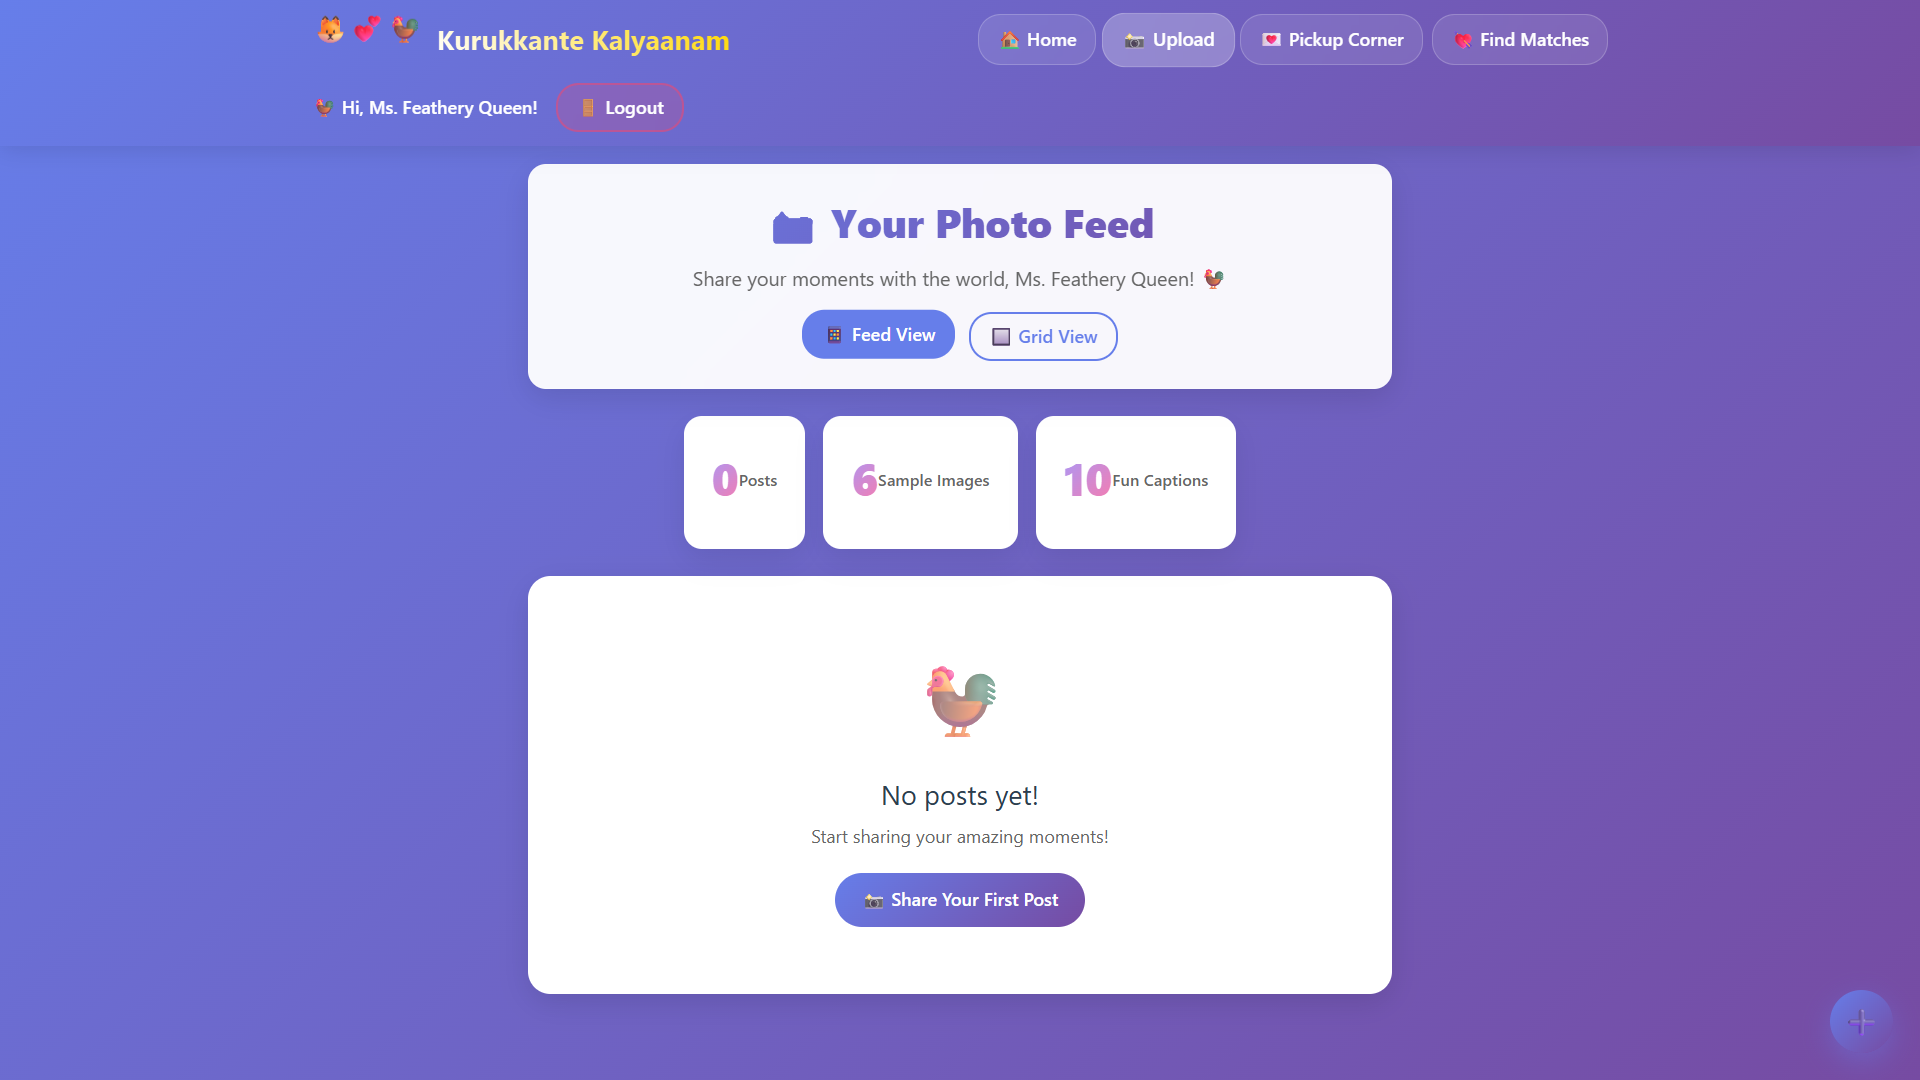 Kurukkante Kalyaanam
Home
Upload
Pickup Corner
Find Matches
Hi, Ms. Feathery Queen!
Logout
Your Photo Feed
Share your moments with the world, Ms. Feathery Queen!
Feed View
Grid View
0 Posts
6 Sample Images
10 Fun Captions
No posts yet!
Start sharing your amazing moments!
Share Your First Post